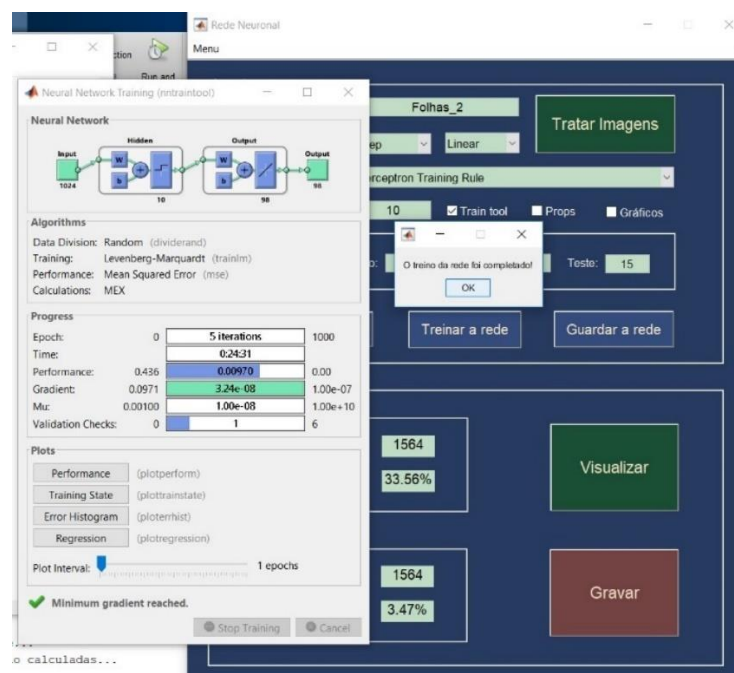 Rede Neuronal
Menu
ction
Run and
Neural Network Training (nntraintool)
Neural Network
Hidden
Output
Input
W
b
W
b
Output
1024
10
98
98
Algorithms
Data Division: Random (dividerand)
Training: Levenberg-Marquardt (trainlm)
Performance: Mean Squared Error (mse)
Calculations: MEX
Progress
Epoch: 0 5 iterations 1000
Time: 0:24:31
Performance: 0.436 0.00970 0.00
Gradient: 0.0971 3.24e-08 1.00e-07
Mu: 0.00100 1.00e-08 1.00e+10
Validation Checks: 0 1 6
Plots
Performance (plotperform)
Training State (plottrainstate)
Error Histogram (ploterrhist)
Regression (plotregression)
Plot Interval: 1 epochs
Minimum gradient reached.
Stop Training Cancel
o calculadas...
Folhas_2
Tratar Imagens
ep Linear
erceptron Training Rule
10 Train tool Props Gráficos
o: Teste: 15
O treino da rede foi completado!
OK
Treinar a rede Guardar a rede
1564
33.56%
Visualizar
1564
3.47%
Gravar